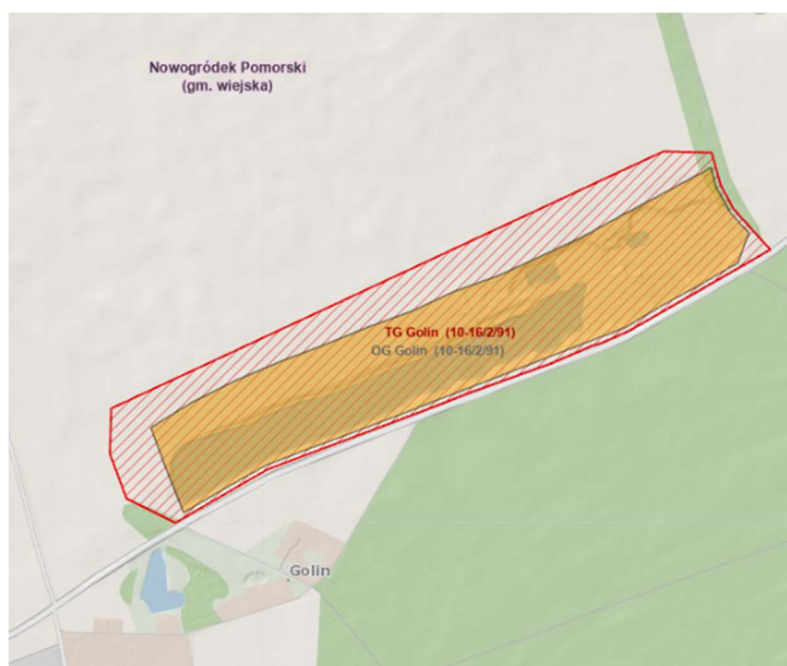 Nowogródek Pomorski
(gm. wiejska)
TG Golin (10-16/2/91)
OG Golin (10-16/2/91)
Golin